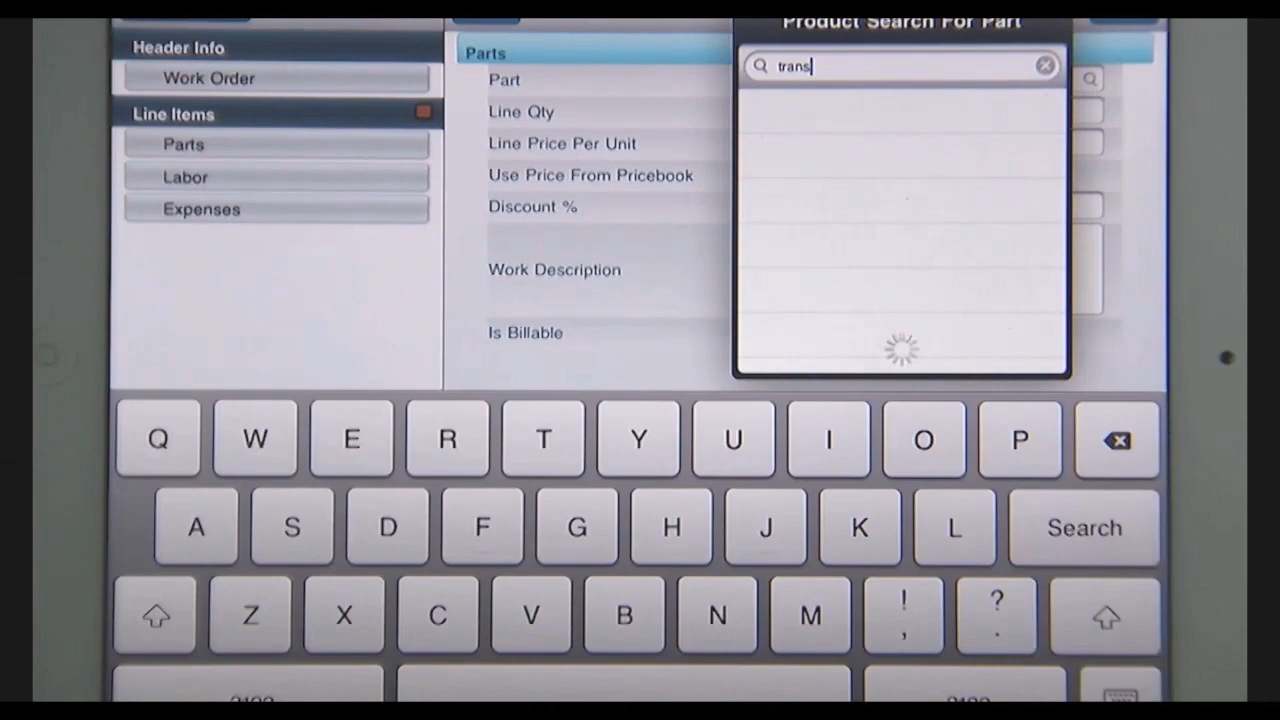 Product Search For Part
trans
Header Info
Work Order
Line Items
Parts
Labor
Expenses
Parts
Part
Line Qty
Line Price Per Unit
Use Price From Pricebook
Discount %
Work Description
Is Billable
Q W E R T Y U I O P
A S D F G H J K L Search
Z X C V B N M ! , ? .